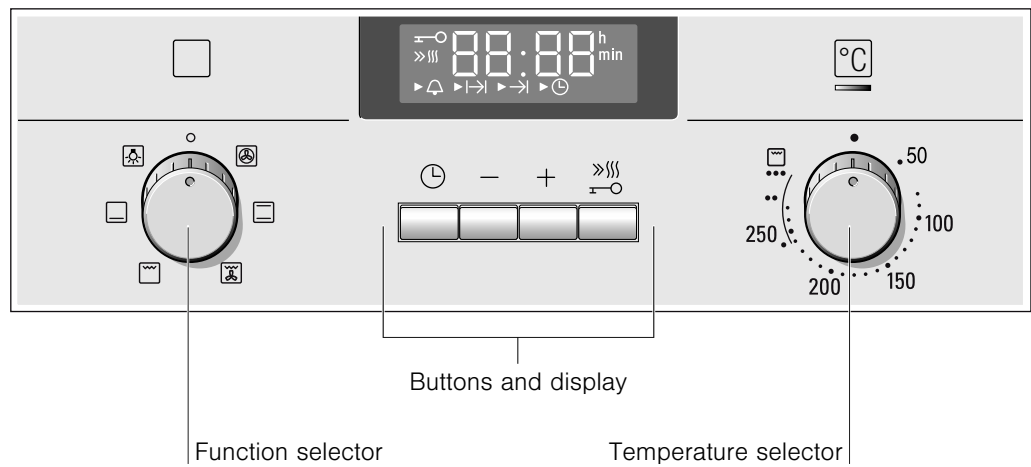 88:88 h
min
°C
50
100
150
200
250
Buttons and display
Function selector
Temperature selector